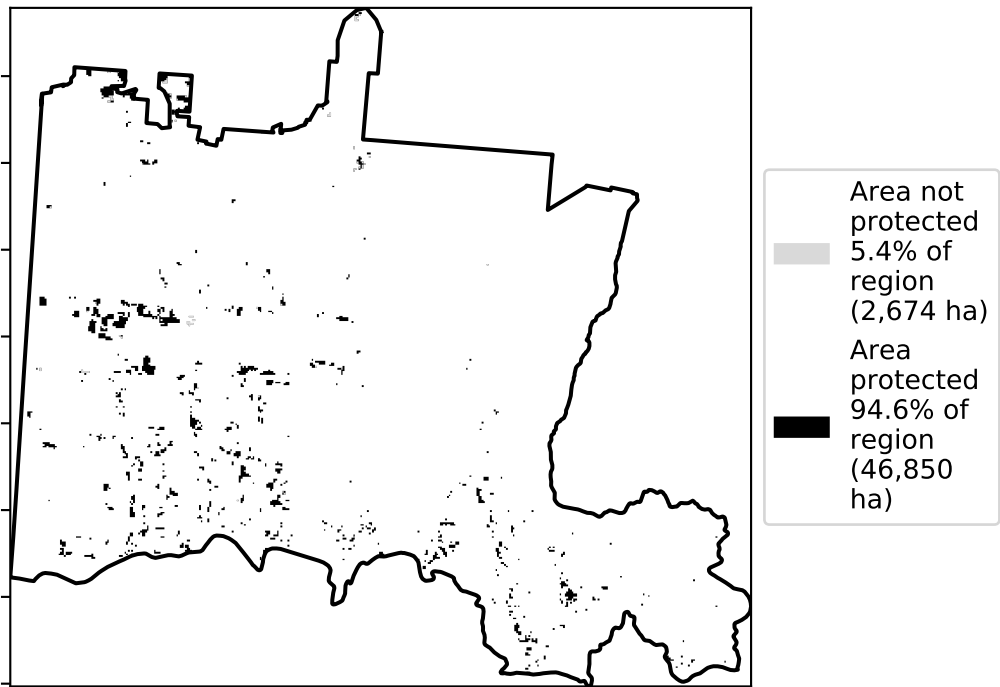 Area not
protected
5.4% of
region
(2,674 ha)
Area
protected
94.6% of
region
(46,850
ha)